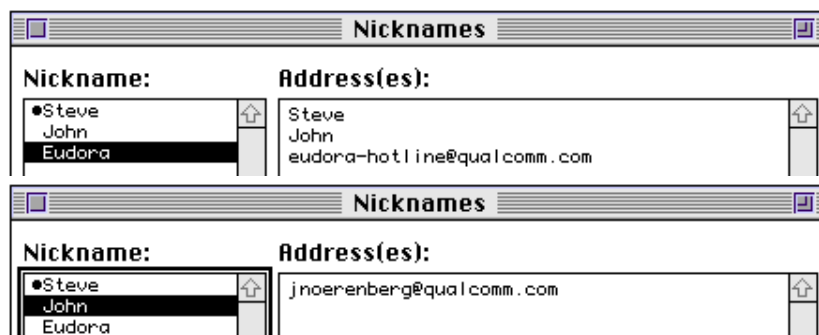 Nicknames
Nickname: Address(es):
•Steve
John
Eudora
Steve
John
eudora-hotline@qualcomm.com
Nicknames
Nickname: Address(es):
•Steve
John
Eudora
jnoerenberg@qualcomm.com